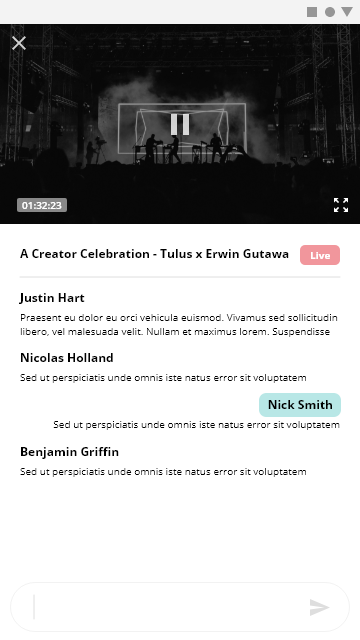 01:32:23
A Creator Celebration - Tulus x Erwin Gutawa
Live
Justin Hart
Praesent eu dolor eu orci vehicula euismod. Vivamus sed sollicitudin
libero, vel malesuada velit. Nullam et maximus lorem. Suspendisse
Nicolas Holland
Sed ut perspiciatis unde omnis iste natus error sit voluptatem
Nick Smith
Sed ut perspiciatis unde omnis iste natus error sit voluptatem
Benjamin Griffin
Sed ut perspiciatis unde omnis iste natus error sit voluptatem